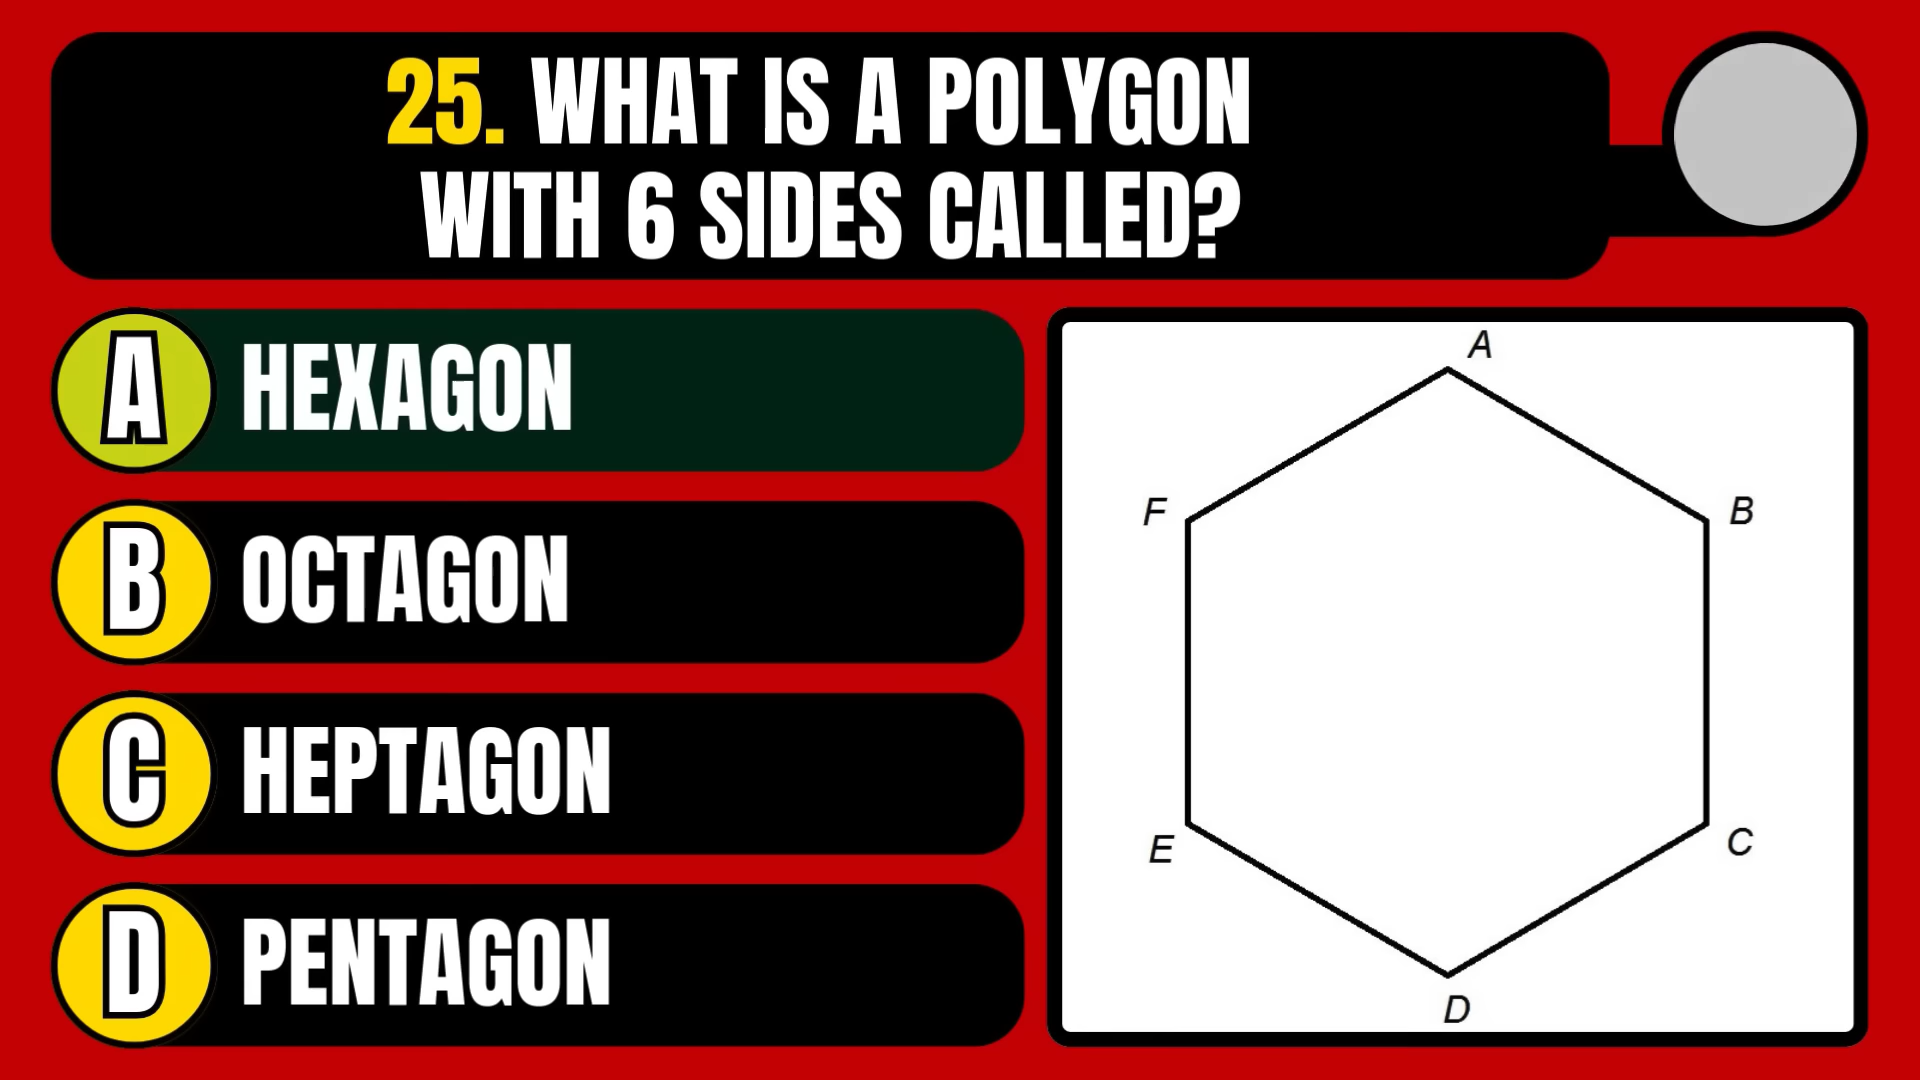 25. WHAT IS A POLYGON
WITH 6 SIDES CALLED?
A HEXAGON
B OCTAGON
C HEPTAGON
D PENTAGON
A
F B
E C
D